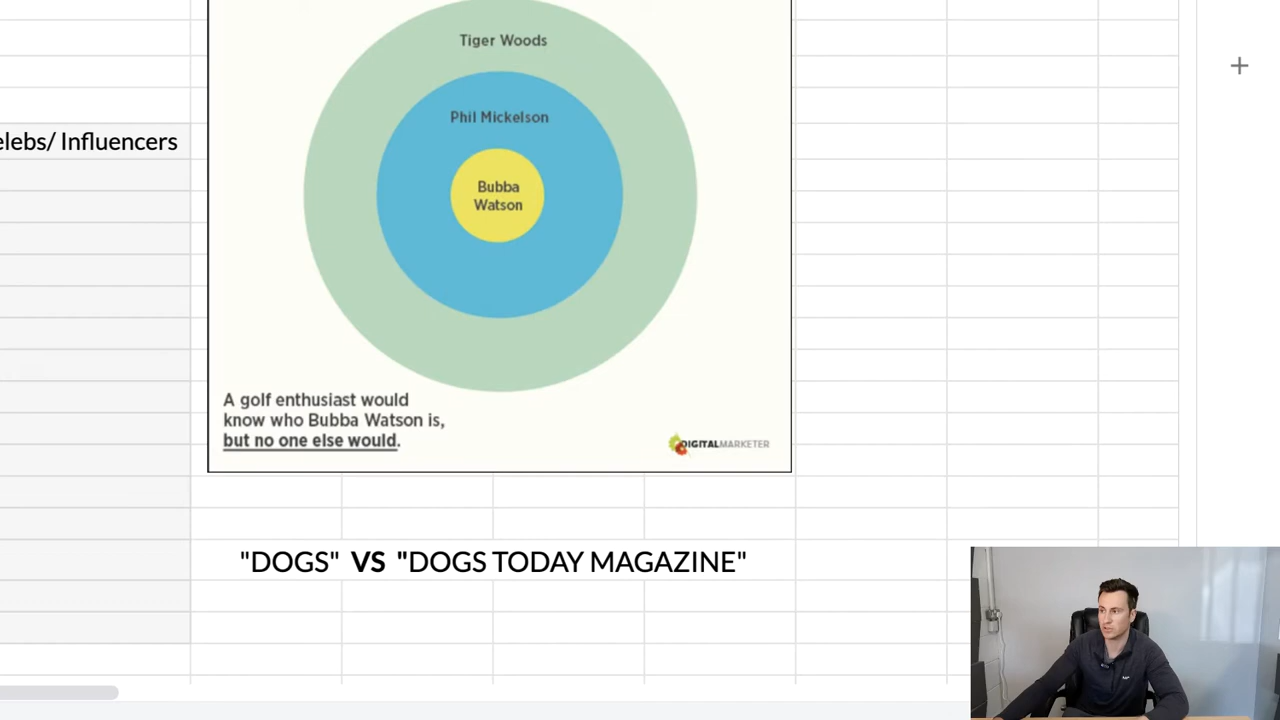 Tiger Woods
Phil Mickelson
elebs/ Influencers
Bubba
Watson
A golf enthusiast would
know who Bubba Watson is,
but no one else would.
DIGITALMARKETER
"DOGS" VS "DOGS TODAY MAGAZINE"